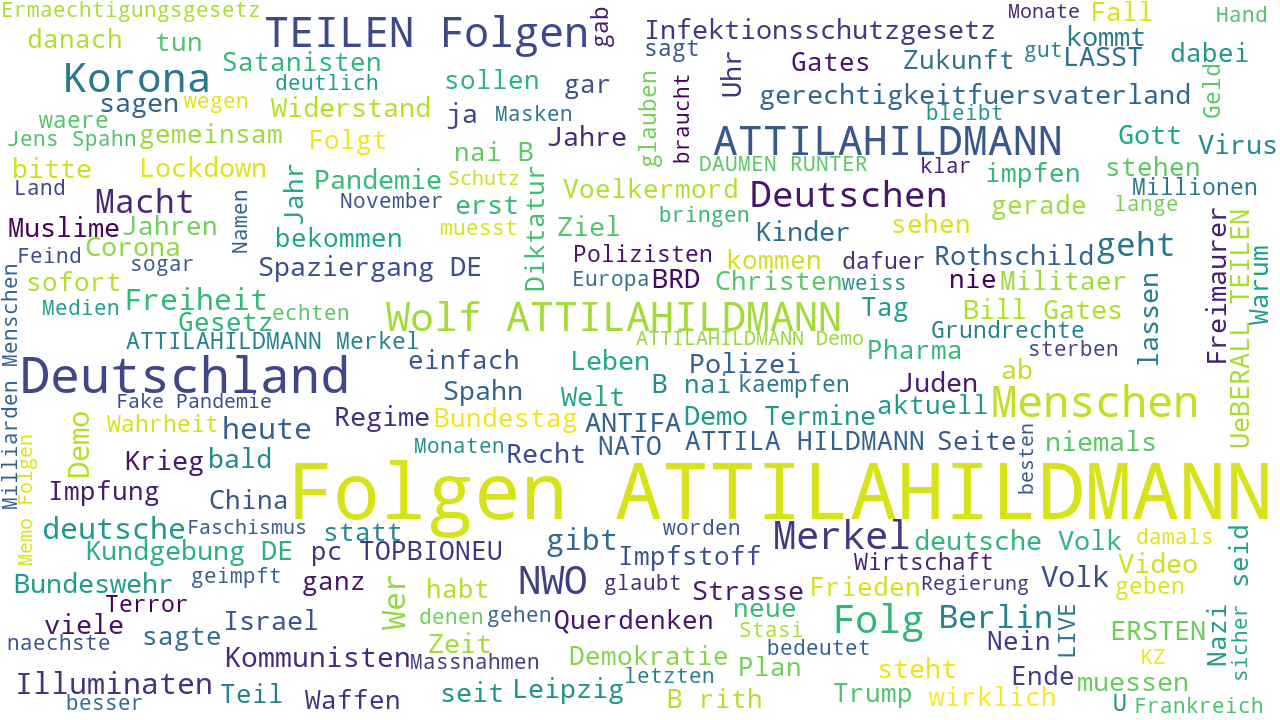 Ermaechtigungsgesetz
TEILEN Folgen
gab
Infektionsschutzgesetz
Monate
Fall
Hand
danach
tun
sagt
Uhr
gut
kommt
LASST
dabei
Satanisten
Gates
Zukunft
Korona
deutlich
sollen
gar
glauben
braucht
Geld
sagen
wegen
Widerstand
ja
Masken
gerechtigkeitfuersvaterland
bleibt
waere
Jens Spahn
gemeinsam
Folgt
Jahre
ATTILAHILDMANN
Gott
Virus
bitte
Lockdown
nai B
DAUMEN RUNTER
klar
impfen
stehen
Land
Jahr
Pandemie
Schutz
Diktatur
Voelkermord
Deutschen
Millionen
Macht
Namen
November
erst
bringen
gerade
lange
Muslime
Jahren
muesst
Ziel
Kinder
sehen
Freimaurer
UeBERALL TEILEN
Warum
Feind
Corona
bekommen
Polizisten
kommen
dafuer
Rothschild
geht
sogar
Spaziergang DE
sofort
Europa
BRD
Christen
weiss
nie
Militaer
lassen
Milliarden Menschen
Medien
Freiheit
Gesetz
echten
Wolf ATTILAHILDMANN
Tag
Bill Gates
ATTILAHILDMANN Merkel
ATTILAHILDMANN Demo
Grundrechte
Deutschland
einfach
Leben
Polizei
Pharma
sterben
Fake Pandemie
Spahn
Welt
B nai
kaempfen
Juden
ab
Menschen
Demo
Wahrheit
heute
Regime
Bundestag
ANTIFA
Demo Termine
aktuell
Memo Folgen
Krieg
bald
Monaten
Recht
NATO
ATTILA HILDMANN Seite
besten
niemals
Impfung
China
Folgen ATTILAHILDMANN
deutsche
Faschismus
statt
worden
damals
Kundgebung DE
pc TOPBIONEU
gibt
Impfstoff
Merkel
deutsche Volk
sicher seid
Bundeswehr
geimpft
ganz
Wer
habt
NWO
glaubt
Strasse
Wirtschaft
Frieden
Regierung
Volk
Video
geben
Terror
viele
Israel
denen
gehen
Querdenken
neue
Stasi
Folg
Berlin
LIVE
ERSTEN
Nazi
naechste
sagte
Zeit
bedeutet
Nein
KZ
Kommunisten
Massnahmen
Demokratie
Plan
steht
Ende
muessen
Illuminaten
letzten
besser
Teil
Waffen
seit
Leipzig
B rith
Trump
wirklich
U
Frankreich